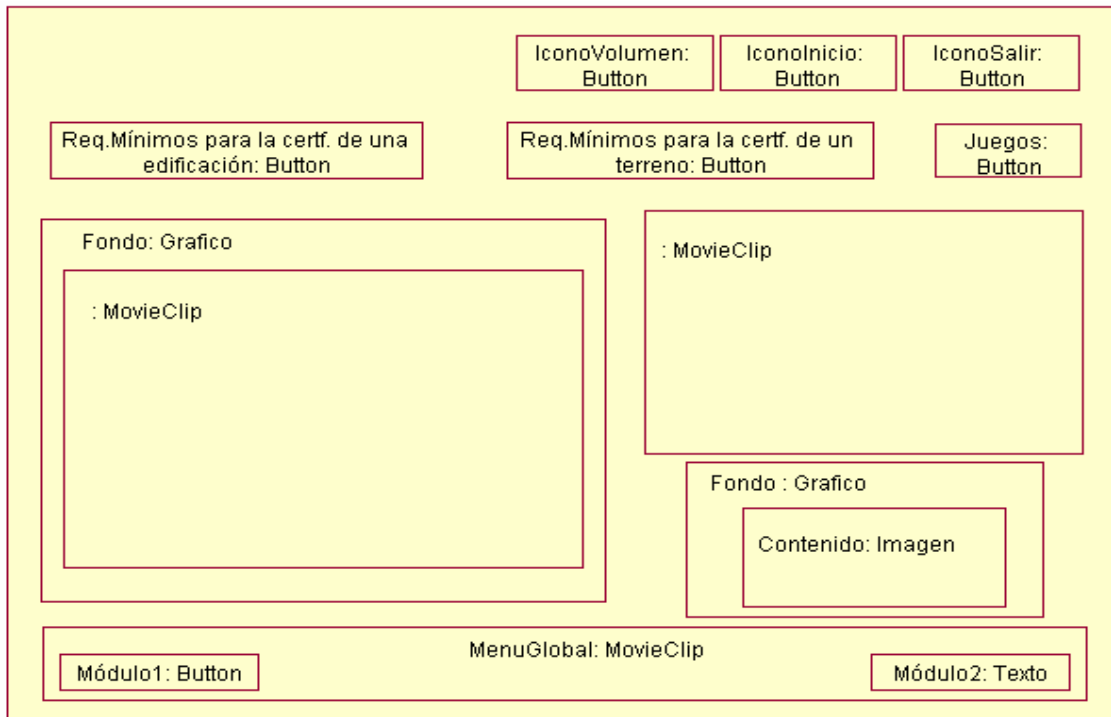 IconoVolumen:
Button
IconoInicio:
Button
IconoSalir:
Button
Req.Mínimos para la certf. de una
edificación: Button
Req.Mínimos para la certf. de un
terreno: Button
Juegos:
Button
Fondo: Grafico
: MovieClip
: MovieClip
Fondo : Grafico
Contenido: Imagen
MenuGlobal: MovieClip
Módulo1: Button
Módulo2: Texto